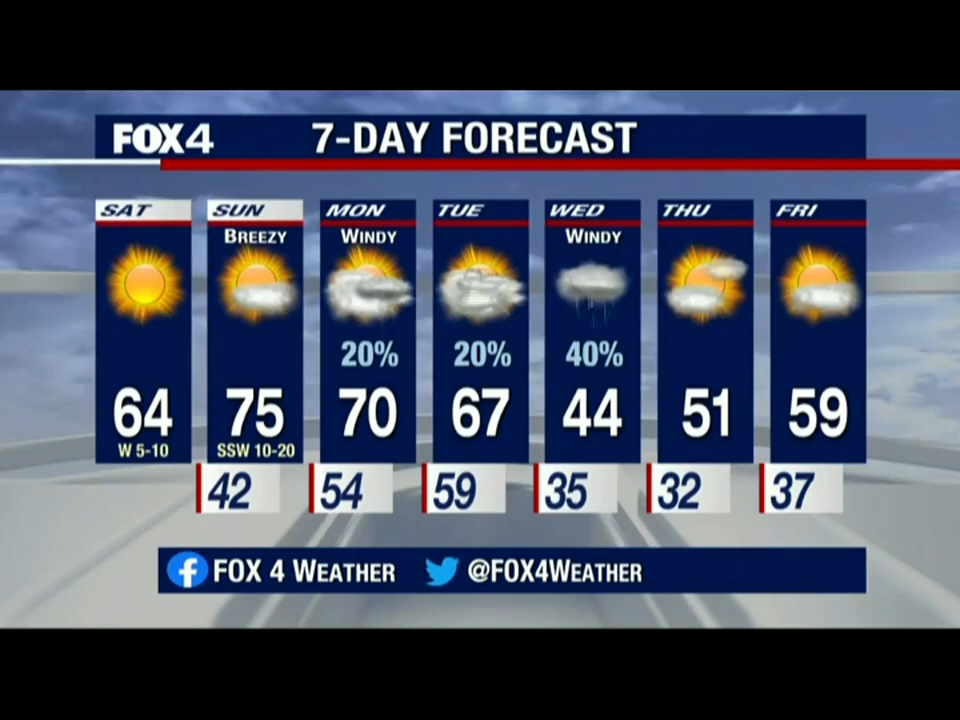 FOX4 7-DAY FORECAST
SAT SUN MON TUE WED THU FRI
BREEZY WINDY WINDY
20% 20% 40%
64 75 70 67 44 51 59
W 5-10 SSW 10-20
42 54 59 35 32 37
FOX 4 WEATHER @FOX4WEATHER